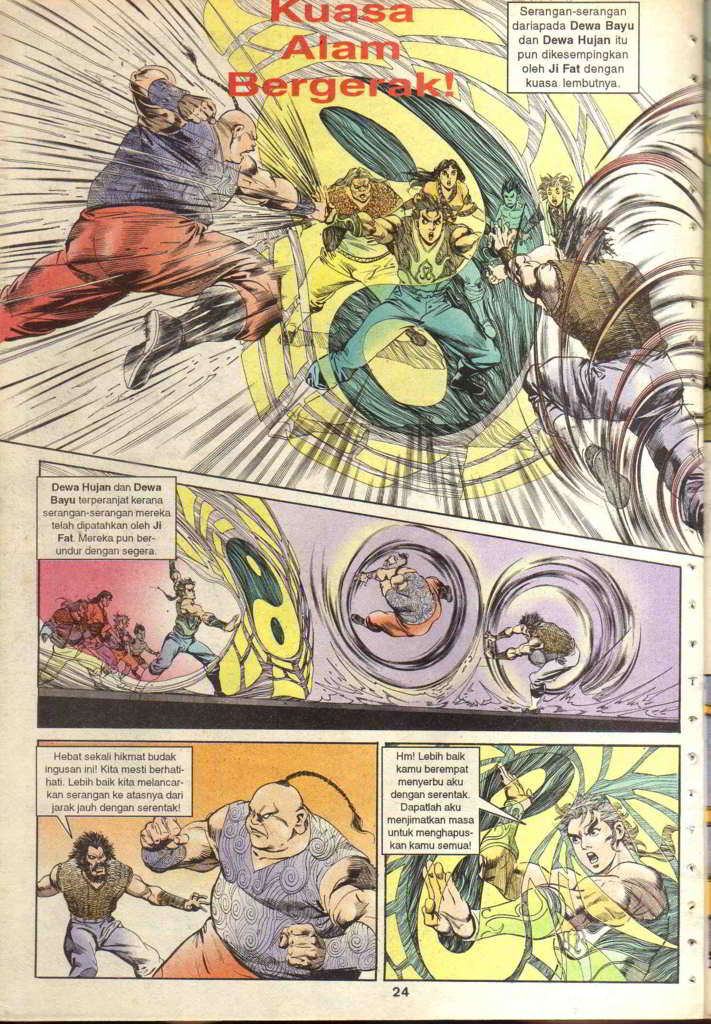 Kuasa
Alam
Bergerak!
Serangan-serangan
dariapada Dewa Bayu
dan Dewa Hujan itu
pun dikesempingkan
oleh Ji Fat dengan
kuasa lembutnya.
Dewa Hujan dan Dewa
Bayu terperanjat kerana
serangan-serangan mereka
telah dipatahkan oleh Ji
Fat. Mereka pun ber-
undur dengan segera.
Hebat sekali hikmat budak
ingusan ini! Kita mesti berhati-
hati. Lebih baik kita melancar-
kan serangan ke atasnya dari
jarak jauh dengan serentak!
Hm! Lebih baik
kamu berempat
menyerbu aku
dengan serentak.
Dapatlah aku
menjimatkan masa
untuk menghapus-
kan kamu semua!
24